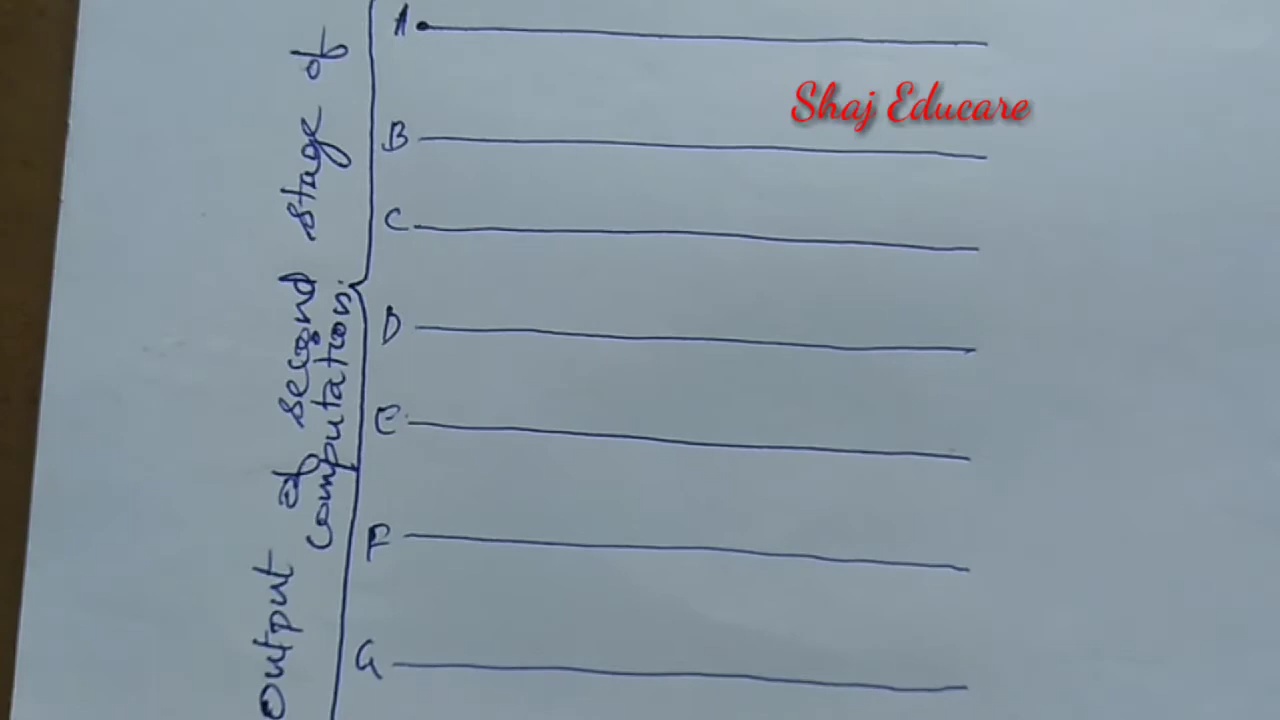 Output of second stage of
computation.
A
Shaj Educare
B
C
D
E
F
G